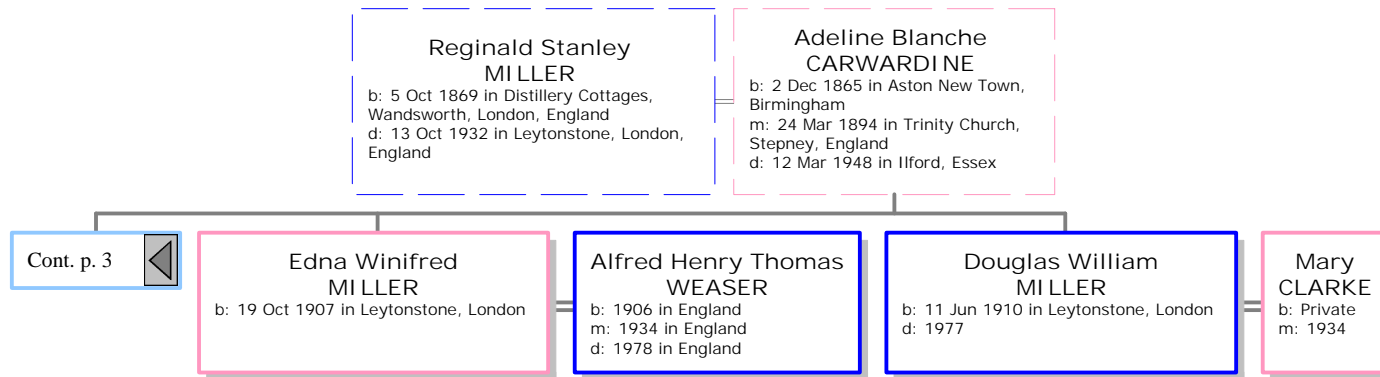 Reginald Stanley
MILLER
b: 5 Oct 1869 in Distillery Cottages,
Wandsworth, London, England
d: 13 Oct 1932 in Leytonstone, London,
England
Adeline Blanche
CARWARDINE
b: 2 Dec 1865 in Aston New Town,
Birmingham
m: 24 Mar 1894 in Trinity Church,
Stepney, England
d: 12 Mar 1948 in Ilford, Essex
Cont. p. 3
Edna Winifred
MILLER
b: 19 Oct 1907 in Leytonstone, London
Alfred Henry Thomas
WEASER
b: 1906 in England
m: 1934 in England
d: 1978 in England
Douglas William
MILLER
b: 11 Jun 1910 in Leytonstone, London
d: 1977
Mary
CLARKE
b: Private
m: 1934